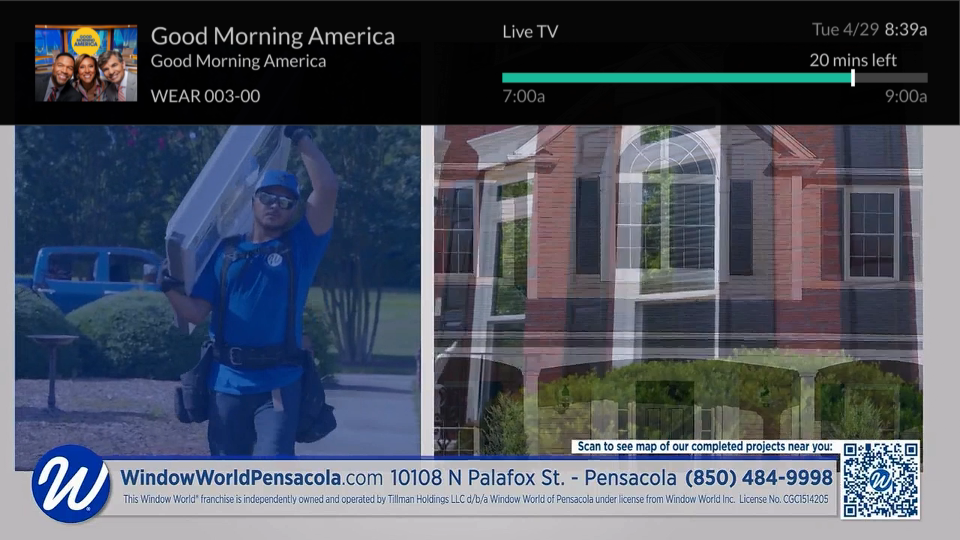 GOOD MORNING AMERICA
Good Morning America
Good Morning America
WEAR 003-00
Live TV
Tue 4/29 8:39a
20 mins left
7:00a
9:00a
W
Scan to see map of our completed projects near you:
W
WindowWorldPensacola.com 10108 N Palafox St. - Pensacola (850) 484-9998
This Window World® franchise is independently owned and operated by Tillman Holdings LLC d/b/a Window World of Pensacola under license from Window World Inc. License No. CGC1514205
W